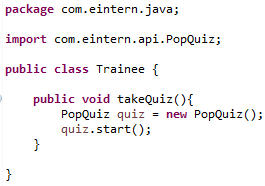 package com.eintern.java;
import com.eintern.api.PopQuiz;
public class Trainee {
public void takeQuiz(){
PopQuiz quiz = new PopQuiz();
quiz.start();
}
}